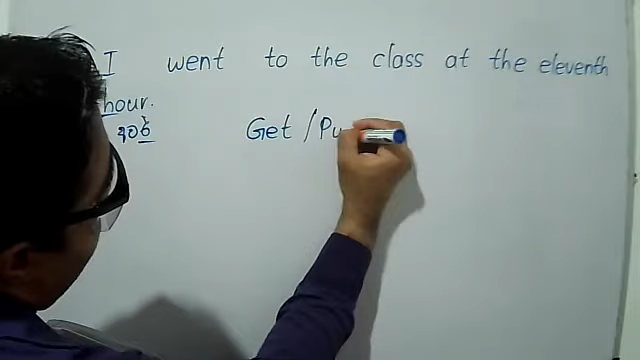 I went to the class at the eleventh
hour.
Get / Pu